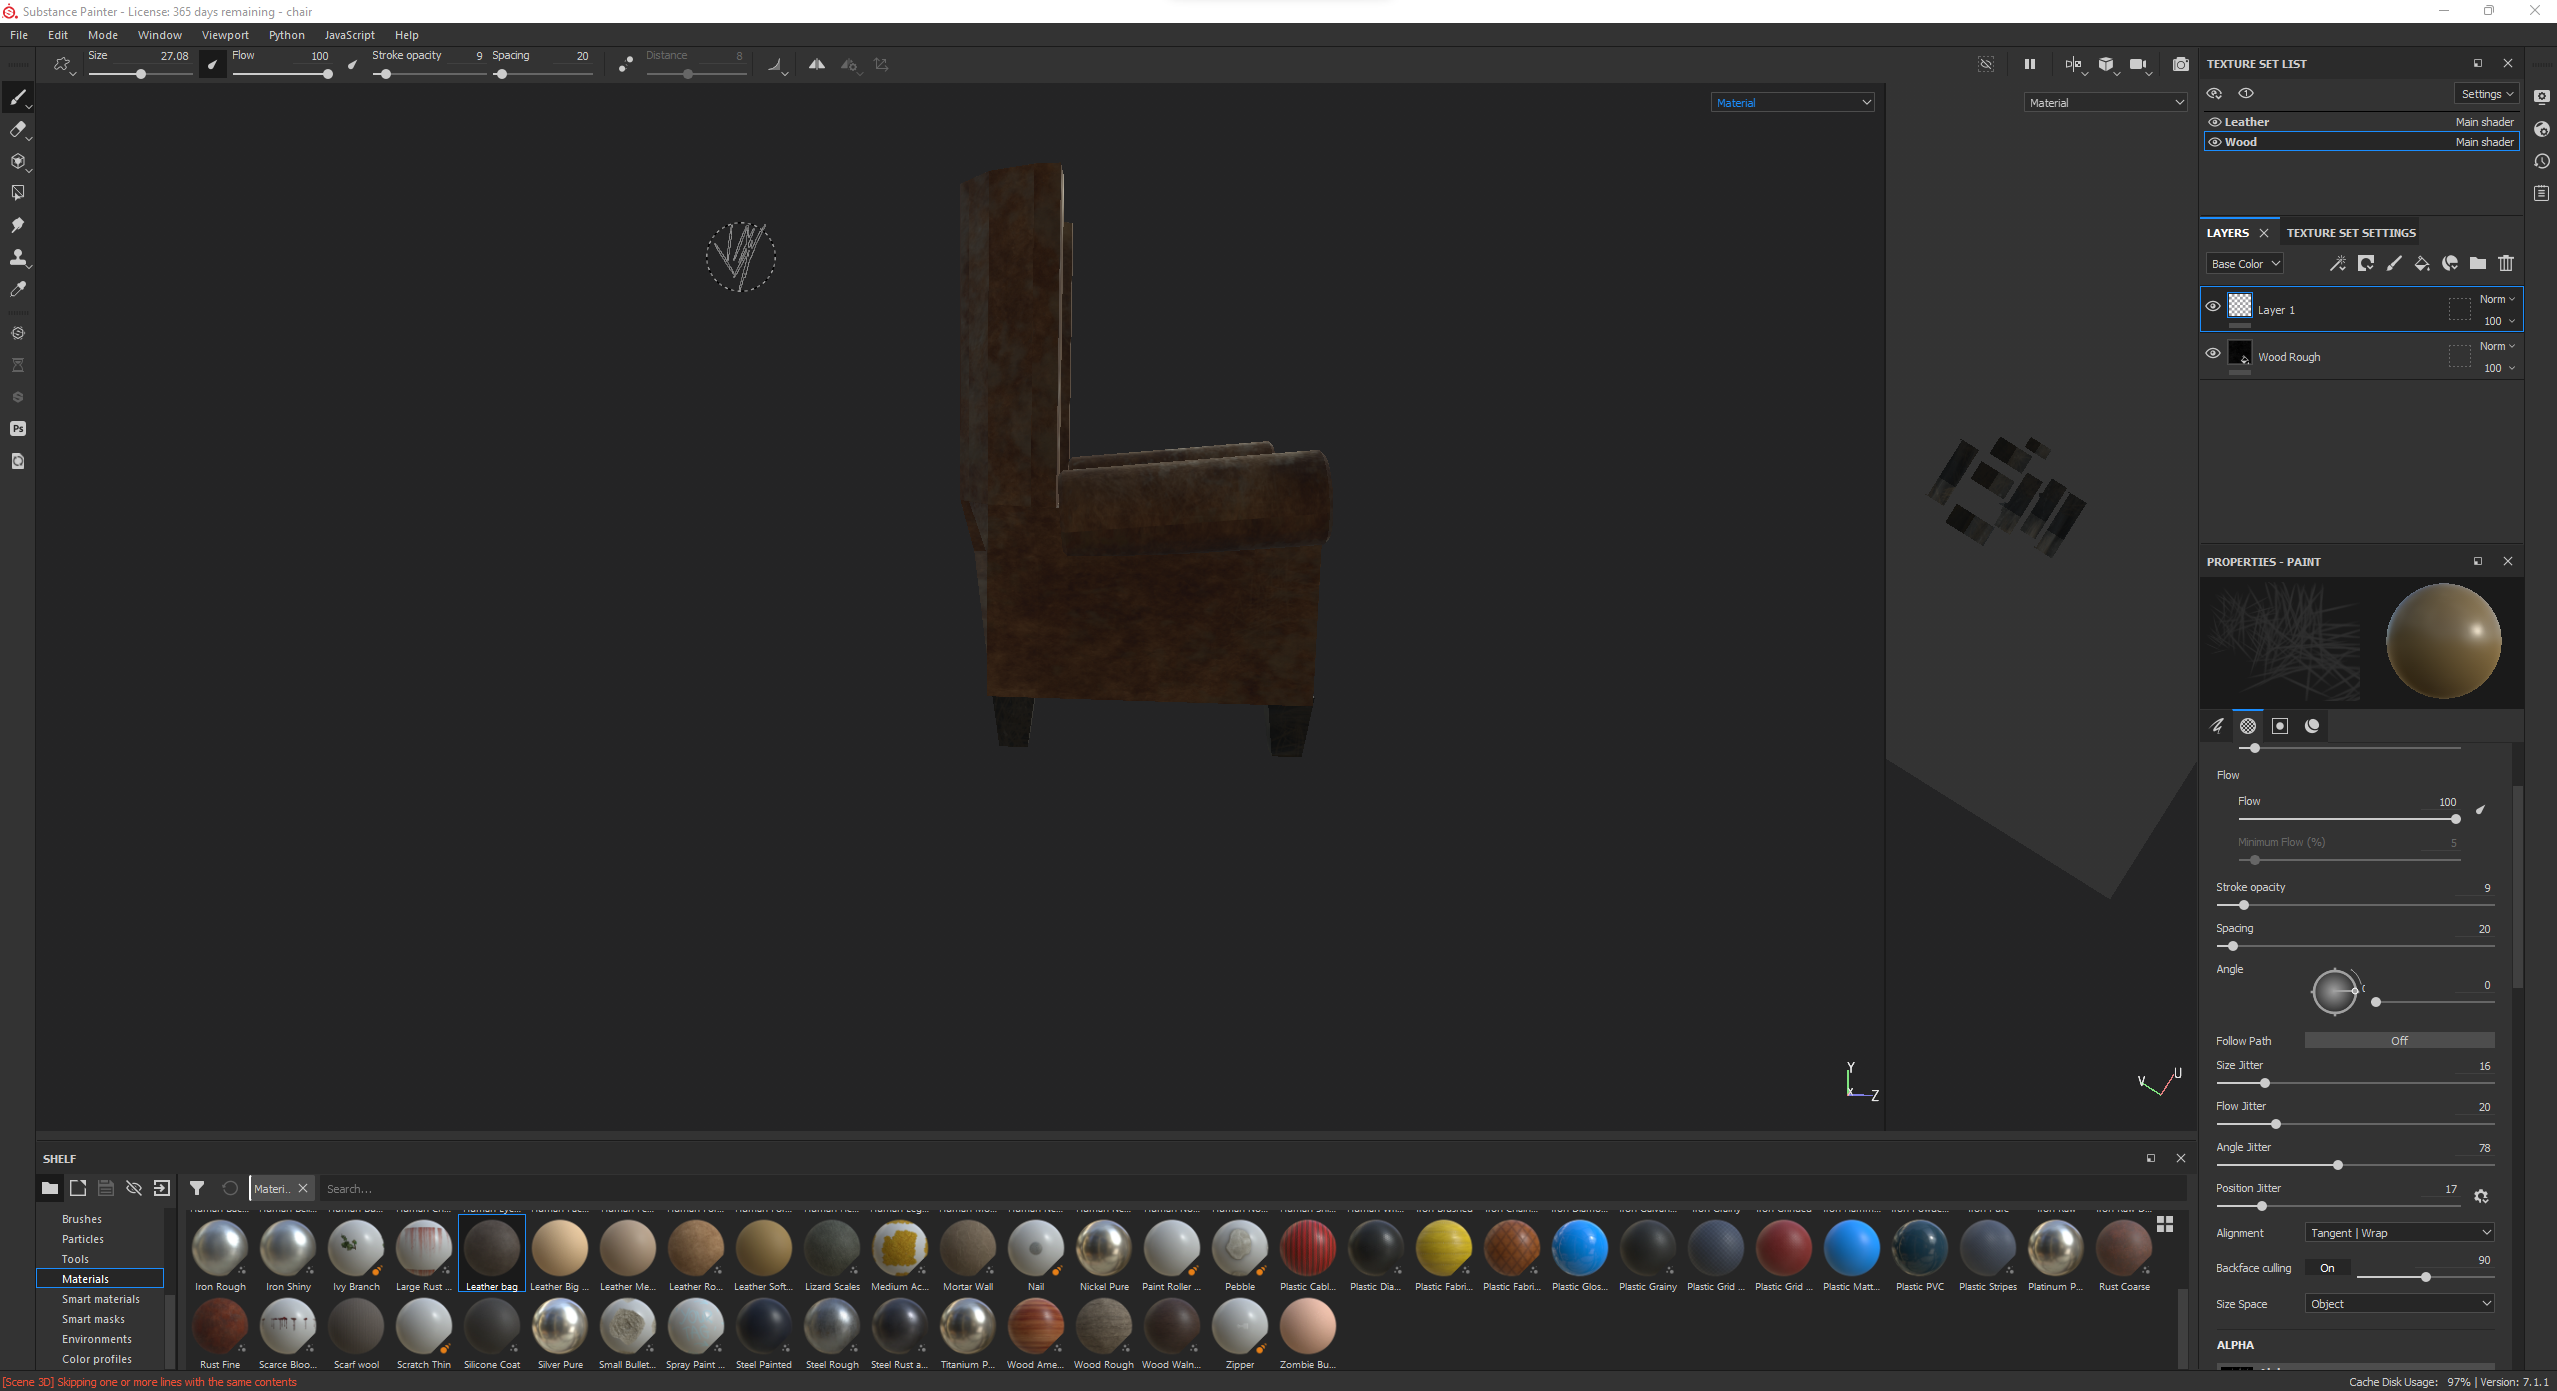 Substance Painter - License: 365 days remaining - chair
File Edit Mode Window Viewport Python JavaScript Help
Size 27.08 Flow 100 Stroke opacity 9 Spacing 20 Distance 8
Material
Material
Y
Z
V
U
TEXTURE SET LIST
Settings
Leather Main shader
Wood Main shader
LAYERS TEXTURE SET SETTINGS
Base Color
Layer 1 Norm
100
Wood Rough Norm
100
PROPERTIES - PAINT
Flow
Flow 100
Minimum Flow (%) 5
Stroke opacity 9
Spacing 20
Angle 0
Follow Path Off
Size Jitter 16
Flow Jitter 20
Angle Jitter 78
Position Jitter 17
Alignment Tangent | Wrap
Backface culling On 90
Size Space Object
ALPHA
Ps
SHELF
Materi.. Search...
Brushes
Particles
Tools
Materials
Smart materials
Smart masks
Environments
Color profiles
Iron Rough Iron Shiny Ivy Branch Large Rust ... Leather bag Leather Big ... Leather Me... Leather Ro... Leather Soft... Lizard Scales Medium Ac... Mortar Wall Nail Nickel Pure Paint Roller ... Pebble Plastic Cabl... Plastic Dia... Plastic Fabri... Plastic Fabri... Plastic Glos... Plastic Grainy Plastic Grid ... Plastic Grid ... Plastic Matt... Plastic PVC Plastic Stripes Platinum P... Rust Coarse
Rust Fine Scarce Bloo... Scarf wool Scratch Thin Silicone Coat Silver Pure Small Bullet... Spray Paint ... Steel Painted Steel Rough Steel Rust a... Titanium P... Wood Ame... Wood Rough Wood Waln... Zipper Zombie Bu...
[Scene 3D] Skipping one or more lines with the same contents
Cache Disk Usage: 97% | Version: 7.1.1